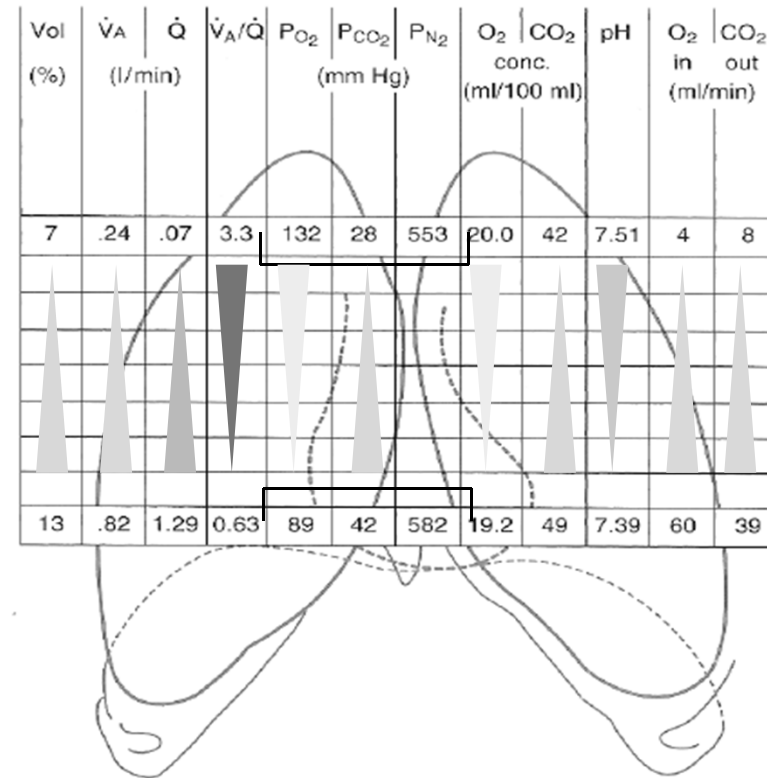 Vol V̇A Q̇ V̇A/Q̇ PO₂ PCO₂ PN₂ O₂ CO₂ pH O₂ CO₂
conc. in out
(%) (l/min) (mm Hg) (ml/100 ml) (ml/min)
7 .24 .07 3.3 132 28 553 20.0 42 7.51 4 8
13 .82 1.29 0.63 89 42 582 19.2 49 7.39 60 39